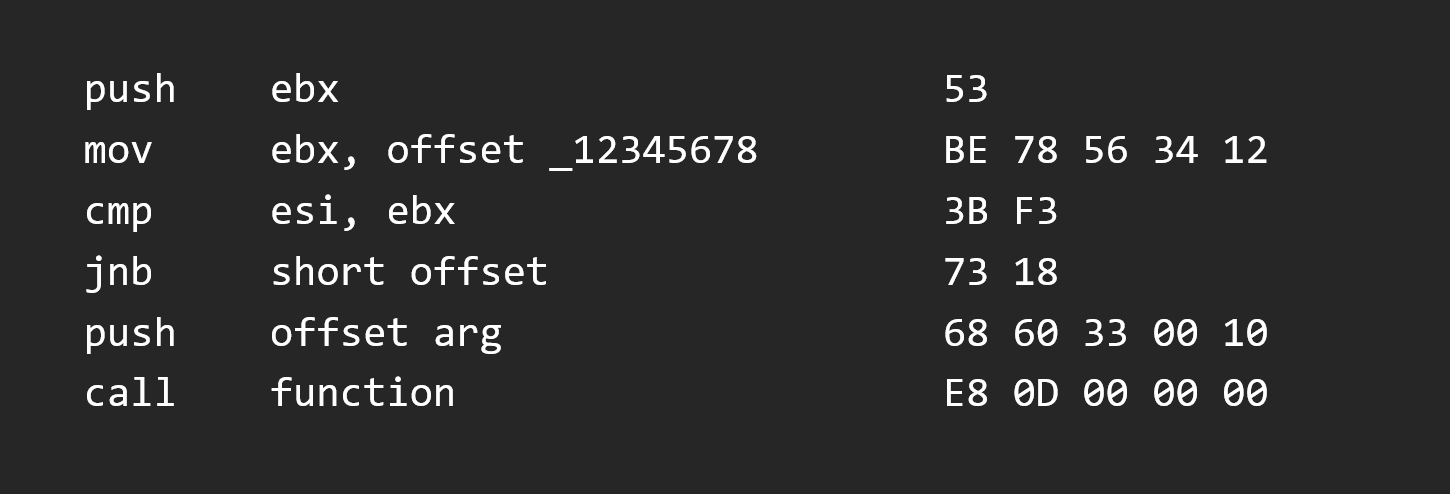 push ebx 53
mov ebx, offset _12345678 BE 78 56 34 12
cmp esi, ebx 3B F3
jnb short offset 73 18
push offset arg 68 60 33 00 10
call function E8 0D 00 00 00